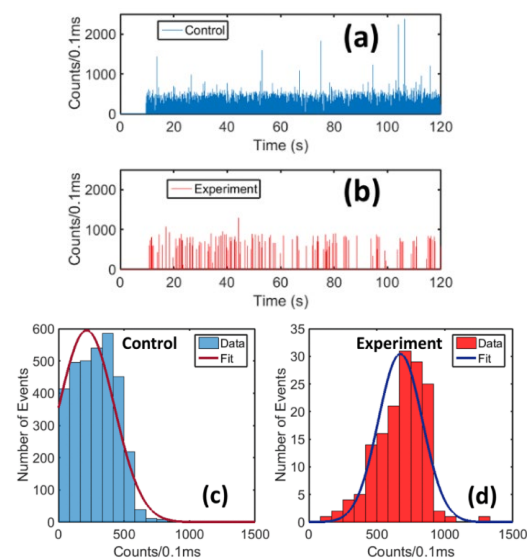 Control
(a)
2000
1000
0
Counts/0.1ms
0 20 40 60 80 100 120
Time (s)
Experiment
(b)
2000
1000
0
Counts/0.1ms
0 20 40 60 80 100 120
Time (s)
600
500
400
300
200
100
0
Number of Events
Control
Data
Fit
(c)
0 500 1000 1500
Counts/0.1ms
35
30
25
20
15
10
5
0
Number of Events
Experiment
Data
Fit
(d)
0 500 1000 1500
Counts/0.1ms